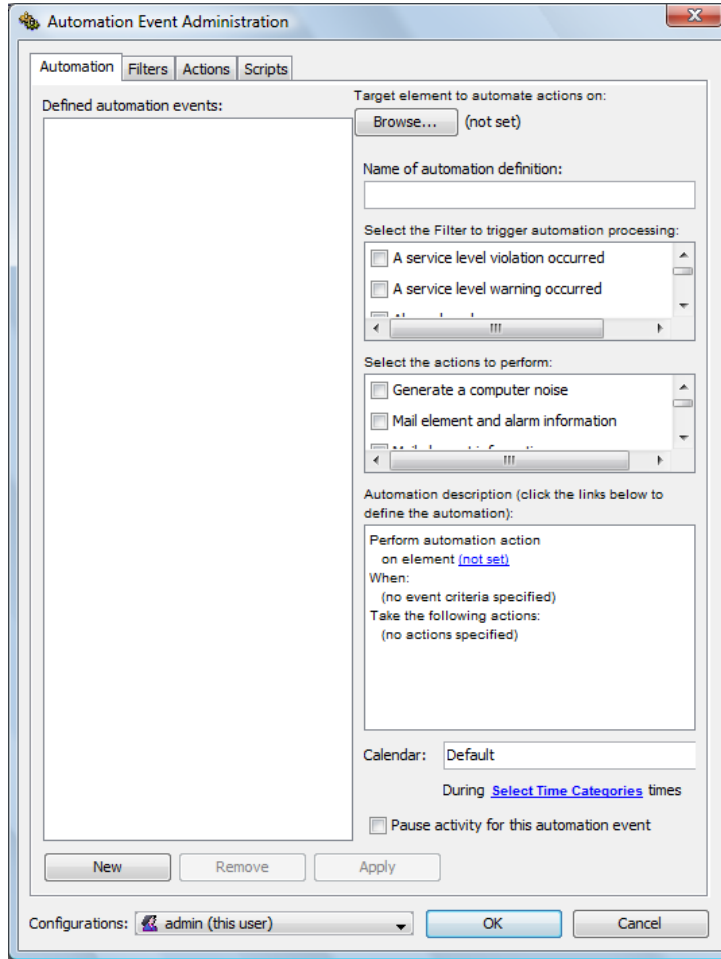 Automation Event Administration
Automation Filters Actions Scripts
Defined automation events:
Target element to automate actions on:
Browse... (not set)
Name of automation definition:
Select the Filter to trigger automation processing:
A service level violation occurred
A service level warning occurred
Select the actions to perform:
Generate a computer noise
Mail element and alarm information
Automation description (click the links below to
define the automation):
Perform automation action
on element (not set)
When:
(no event criteria specified)
Take the following actions:
(no actions specified)
Calendar: Default
During Select Time Categories times
Pause activity for this automation event
New Remove Apply
Configurations: admin (this user) OK Cancel